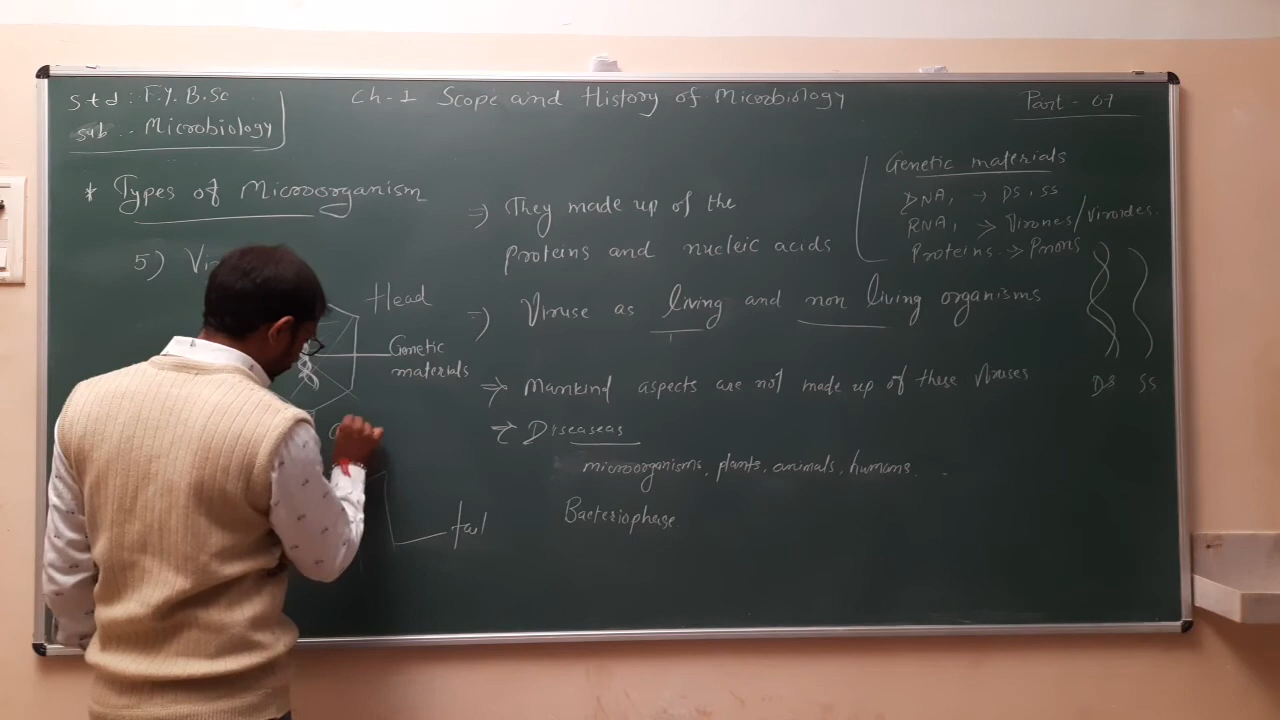 Std : F.Y. B.Sc
Sub :- Microbiology
Ch-1 Scope and History of Microbiology
Part - 07
* Types of Microorganism
5) Vi
Head
Genetic
materials
tail
=) They made up of the
proteins and nucleic acids
=) Viruse as living and non living organisms
=> Mankind aspects are not made up of these Viruses
Diseaseas
microorganisms, plants, animals, humans. ..
Bacteriophage
Genetic materials
DNA, → DS, SS
RNA, => Virones/Viroides.
Proteins. -> Prions
DS SS